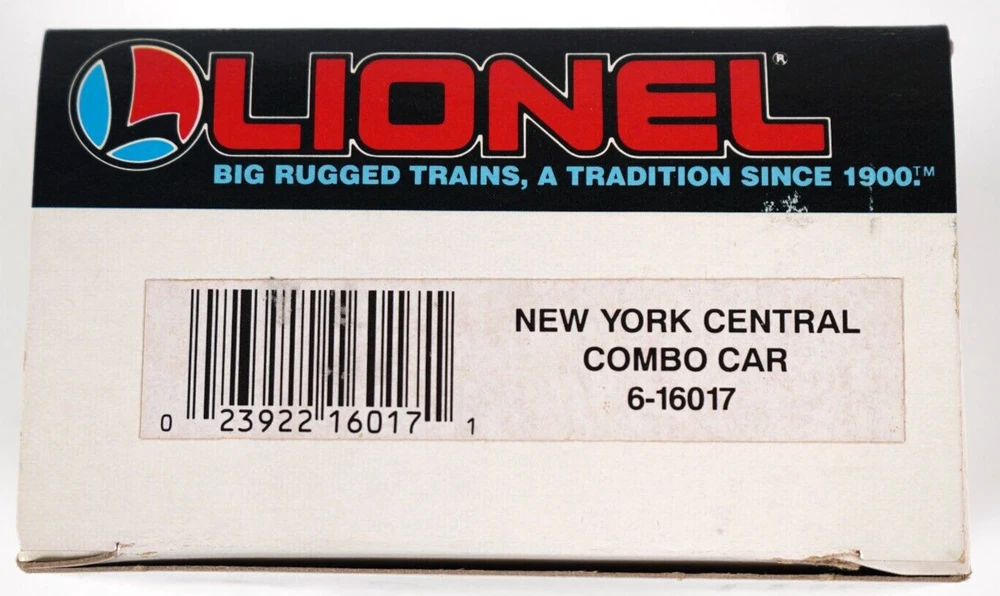 LIONEL®
BIG RUGGED TRAINS, A TRADITION SINCE 1900.™
NEW YORK CENTRAL
COMBO CAR
6-16017
0 23922 16017 1